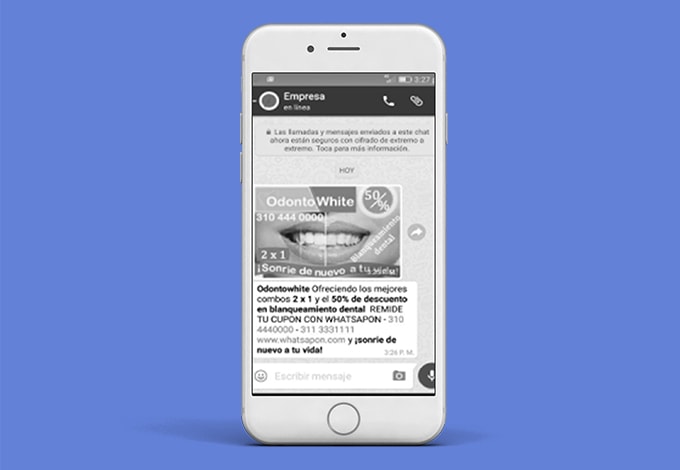 3:27
Empresa
en línea
Las llamadas y mensajes enviados a este chat
ahora están seguros con cifrado de extremo a
extremo. Toca para más información.
HOY
OdontoWhite
50%
310 444 0000
Blanqueamiento
dental
2 x 1
¡Sonrie de nuevo a tu vida!
Odontowhite Ofreciendo los mejores
combos 2 x 1 y el 50% de descuento
en blanqueamiento dental REMIDE
TU CUPON CON WHATSAPON - 310
4440000 - 311 3331111
www.whatsapon.com y ¡sonríe de
nuevo a tu vida!
3:26 P. M.
Escribir mensaje